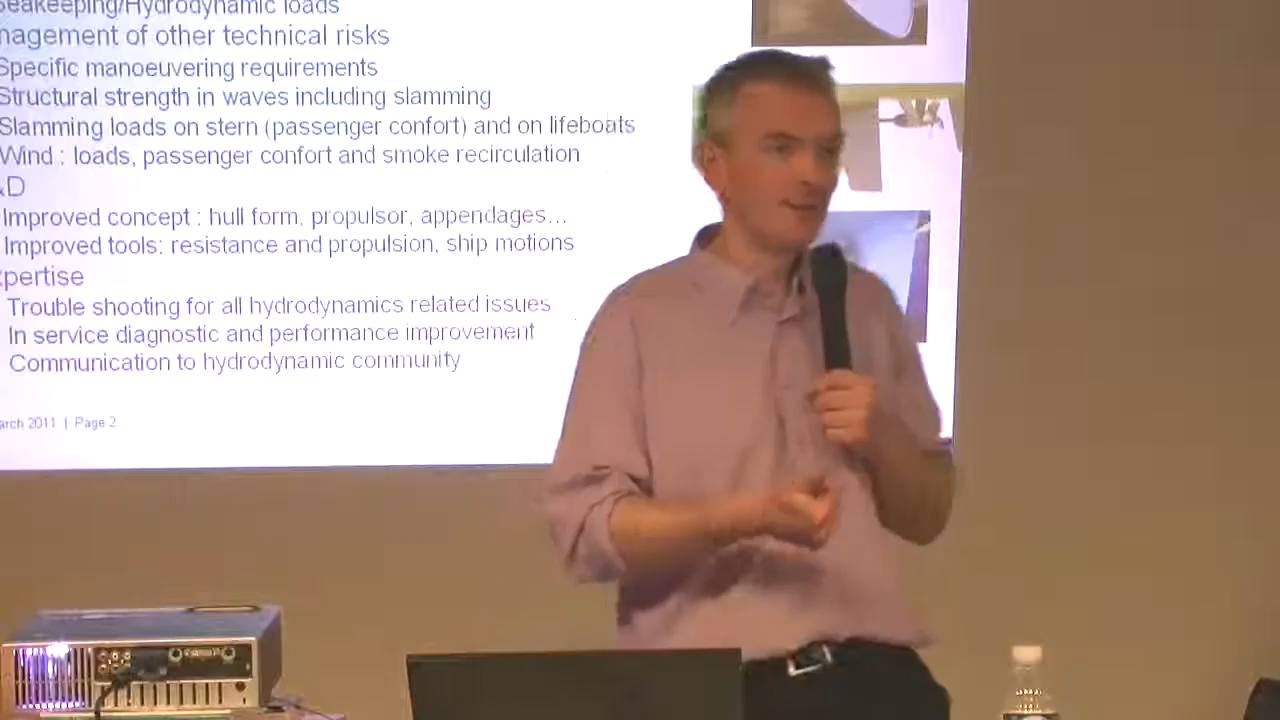 Seakeeping/Hydrodynamic loads
nagement of other technical risks
Specific manoeuvering requirements
Structural strength in waves including slamming
Slamming loads on stern (passenger confort) and on lifeboats
Wind : loads, passenger confort and smoke recirculation
&D
Improved concept : hull form, propulsor, appendages...
Improved tools: resistance and propulsion, ship motions
xpertise
Trouble shooting for all hydrodynamics related issues
In service diagnostic and performance improvement
Communication to hydrodynamic community
arch 2011 | Page 2